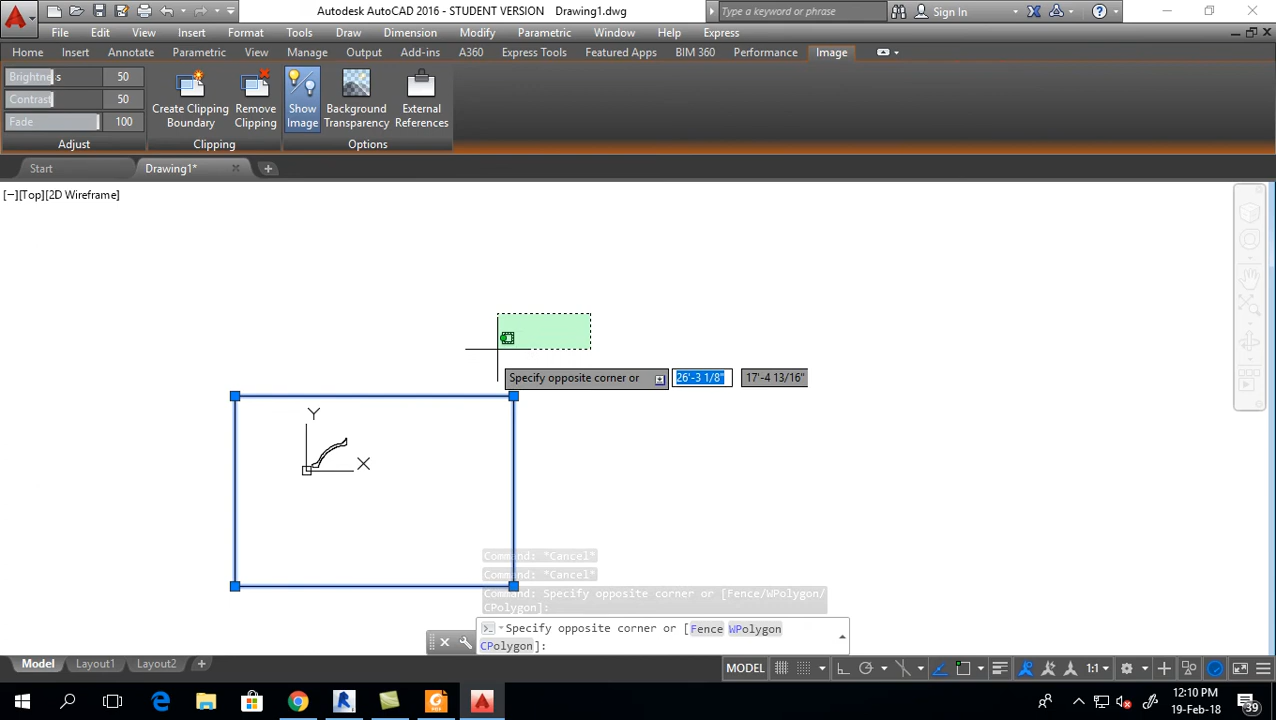 Autodesk AutoCAD 2016 - STUDENT VERSION Drawing1.dwg
Type a keyword or phrase
Sign In
File Edit View Insert Format Tools Draw Dimension Modify Parametric Window Help Express
Home Insert Annotate Parametric View Manage Output Add-ins A360 Express Tools Featured Apps BIM 360 Performance Image
Brightness 50
Contrast 50
Fade 100
Create Clipping Boundary
Remove Clipping
Show Image
Background Transparency
External References
Adjust Clipping Options
Start Drawing1*
[−][Top][2D Wireframe]
Specify opposite corner or 26'-3 1/8" 17'-4 13/16"
Y
X
Command: *Cancel*
Command: *Cancel*
Command: Specify opposite corner or [Fence/WPolygon/
CPolygon]:
Specify opposite corner or [Fence WPolygon
CPolygon]:
Model Layout1 Layout2
MODEL 1:1
12:10 PM
19-Feb-18
39